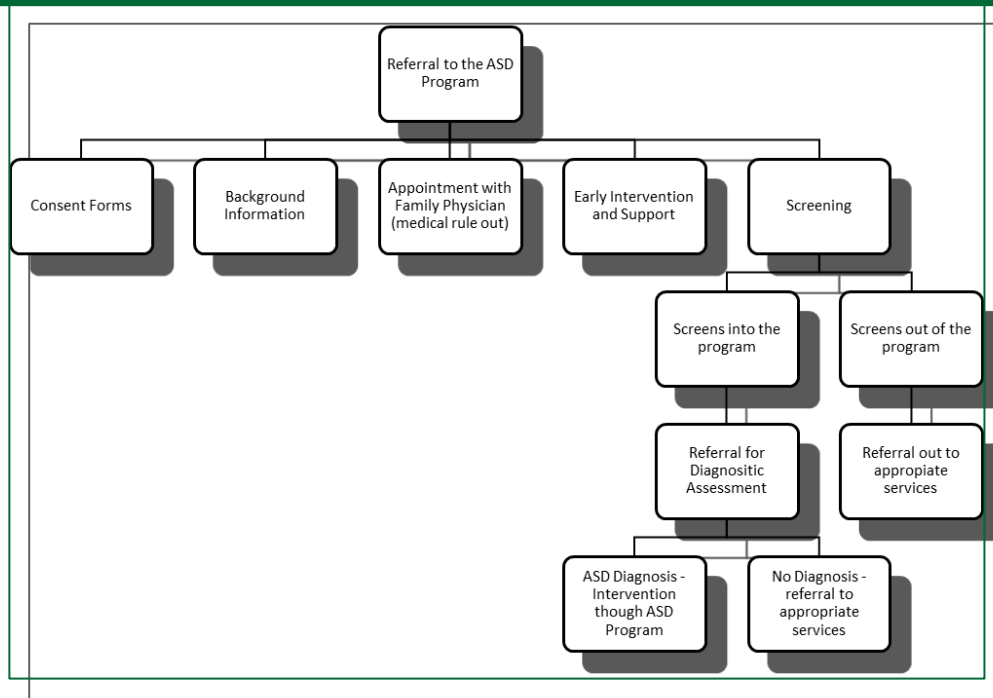 Referral to the ASD
Program
Consent Forms
Background
Information
Appointment with
Family Physician
(medical rule out)
Early Intervention
and Support
Screening
Screens into the
program
Screens out of the
program
Referral for
Diagnositic
Assessment
Referral out to
appropiate
services
ASD Diagnosis -
Intervention
though ASD
Program
No Diagnosis -
referral to
appropriate
services